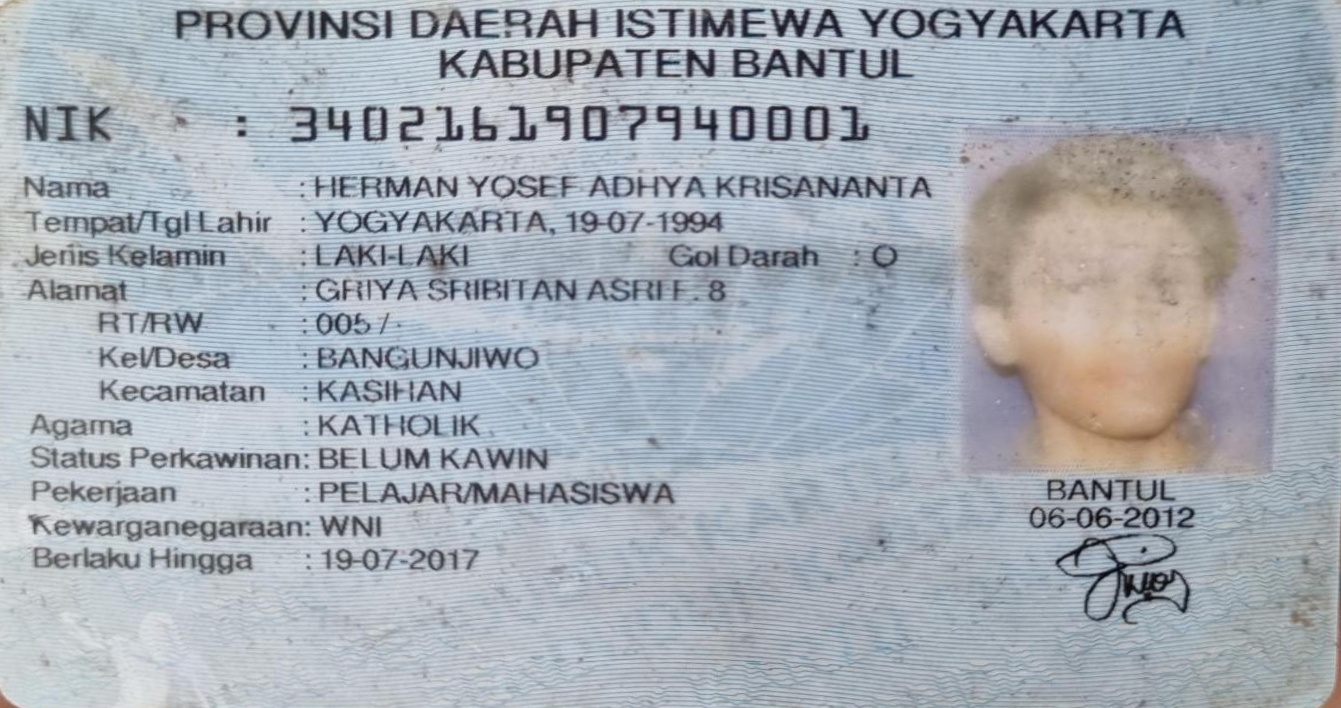 PROVINSI DAERAH ISTIMEWA YOGYAKARTA
KABUPATEN BANTUL
NIK : 3402161907940001
Nama : HERMAN YOSEF ADHYA KRISANANTA
Tempat/Tgl Lahir : YOGYAKARTA, 19-07-1994
Jenis Kelamin : LAKI-LAKI Gol Darah : O
Alamat : GRIYA SRIBITAN ASRI F. 8
RT/RW : 005 / -
Kel/Desa : BANGUNJIWO
Kecamatan : KASIHAN
Agama : KATHOLIK
Status Perkawinan: BELUM KAWIN
Pekerjaan : PELAJAR/MAHASISWA
Kewarganegaraan: WNI
Berlaku Hingga : 19-07-2017
BANTUL
06-06-2012